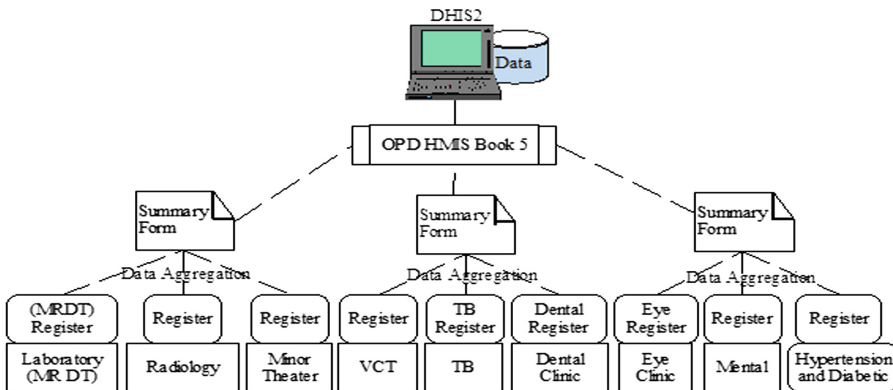 DHIS2
Data
OPD HMIS Book 5
Summary
Form
Summary
Form
Summary
Form
Data Aggregation
Data Aggregation
Data Aggregation
(MRDT)
Register
Register
Register
Register
TB
Register
Dental
Register
Eye
Register
Register
Register
Laboratory
(MR DT)
Radiology
Minor
Theater
VCT
TB
Dental
Clinic
Eye
Clinic
Mental
Hypertension
and Diabetic